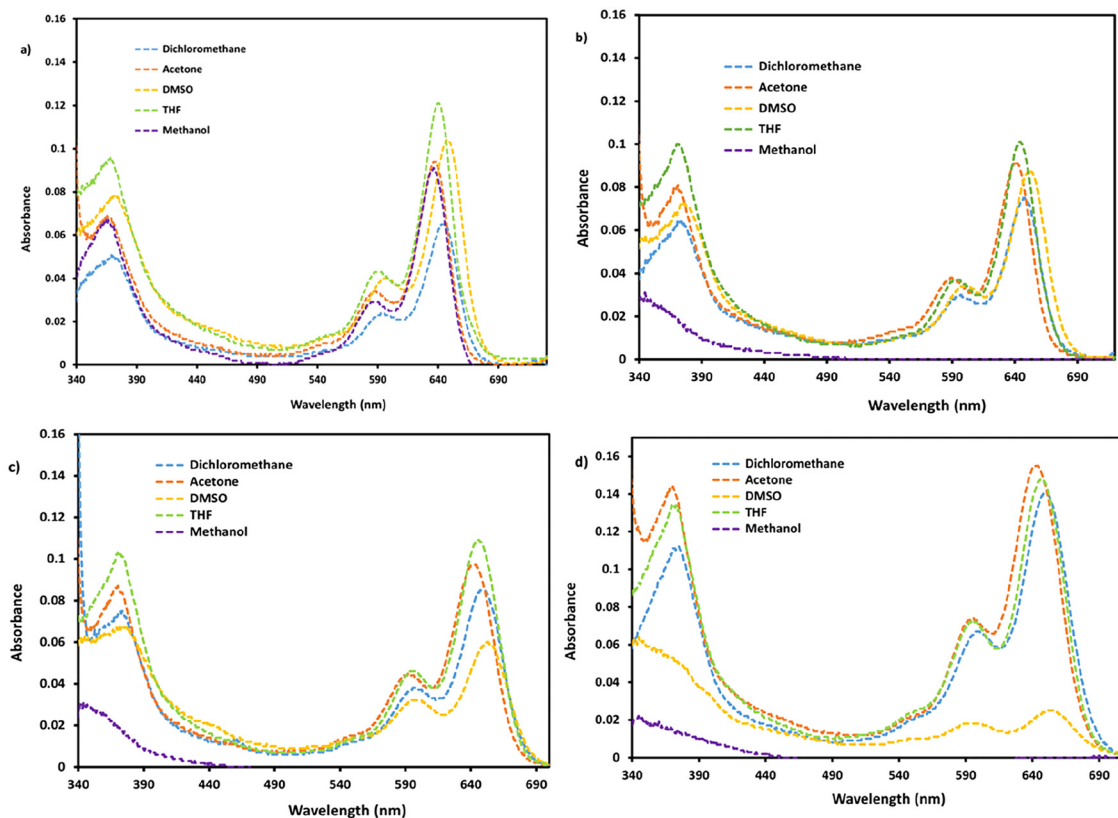 a)
0.16
0.14
0.12
0.1
0.08
0.06
0.04
0.02
0
Absorbance
Dichloromethane
Acetone
DMSO
THF
Methanol
340 390 440 490 540 590 640 690
Wavelength (nm)
b)
0.16
0.14
0.12
0.1
0.08
0.06
0.04
0.02
0
Absorbance
Dichloromethane
Acetone
DMSO
THF
Methanol
340 390 440 490 540 590 640 690
Wavelength (nm)
c)
0.16
0.14
0.12
0.1
0.08
0.06
0.04
0.02
0
Absorbance
Dichloromethane
Acetone
DMSO
THF
Methanol
340 390 440 490 540 590 640 690
Wavelength (nm)
d)
0.16
0.14
0.12
0.1
0.08
0.06
0.04
0.02
0
Absorbance
Dichloromethane
Acetone
DMSO
THF
Methanol
340 390 440 490 540 590 640 690
Wavelength (nm)